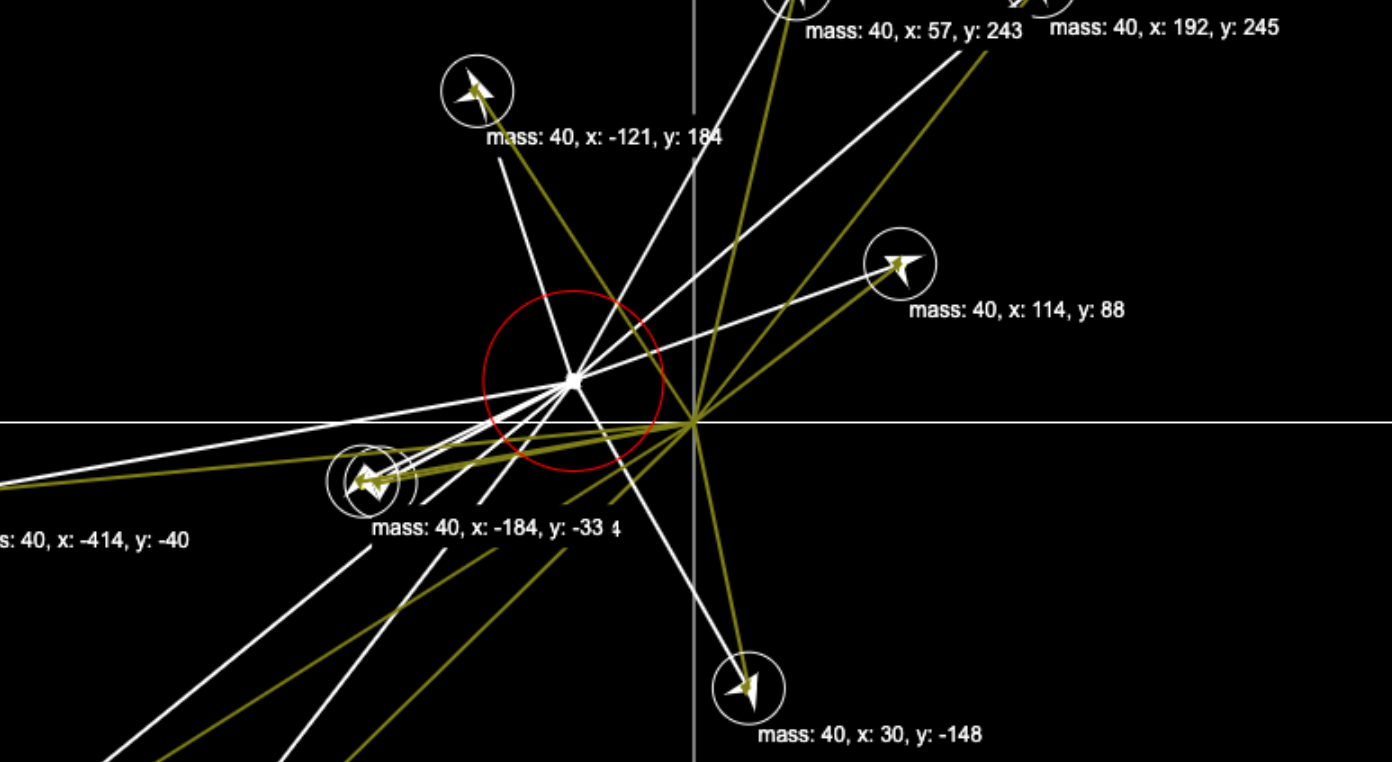 mass: 40, x: 57, y: 243
mass: 40, x: 192, y: 245
mass: 40, x: -121, y: 184
mass: 40, x: 114, y: 88
mass: 40, x: -184, y: -33
4
s: 40, x: -414, y: -40
mass: 40, x: 30, y: -148